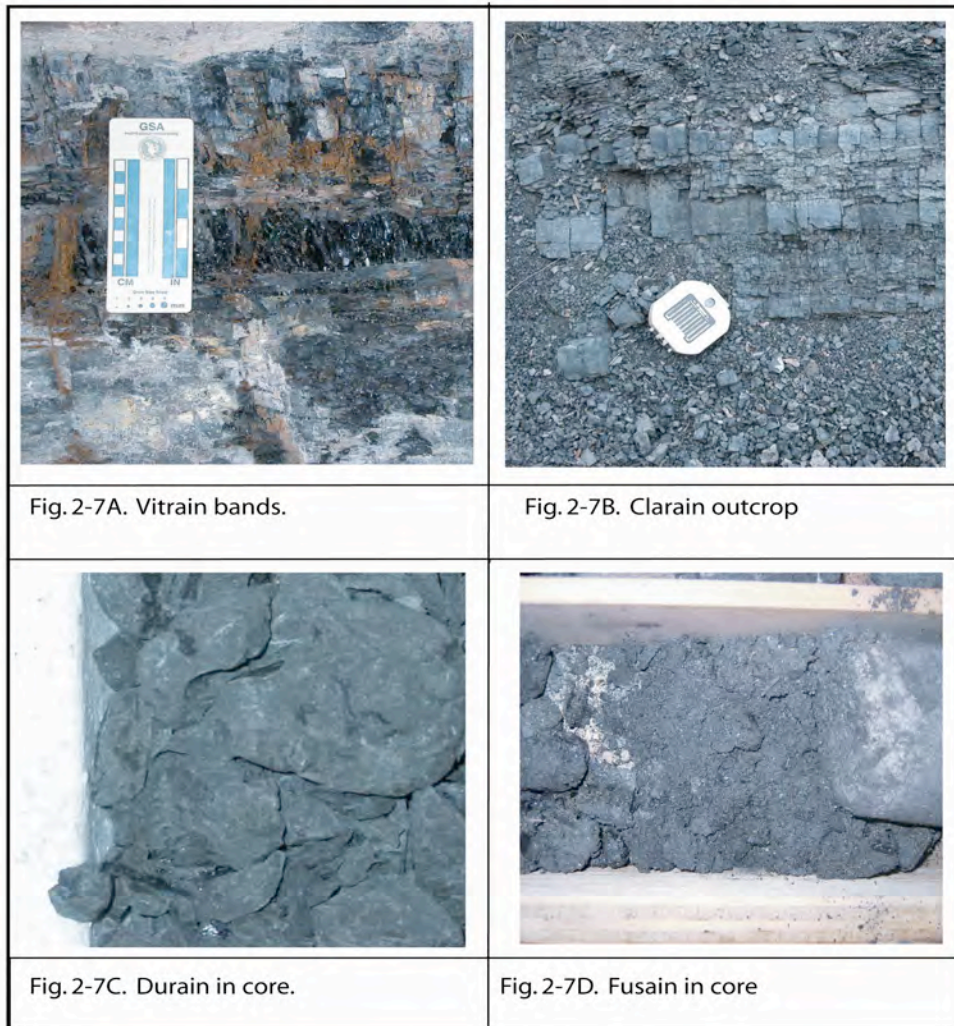 GSA
CM
IN
mm
Fig. 2-7A. Vitrain bands.
Fig. 2-7B. Clarain outcrop
Fig. 2-7C. Durain in core.
Fig. 2-7D. Fusain in core